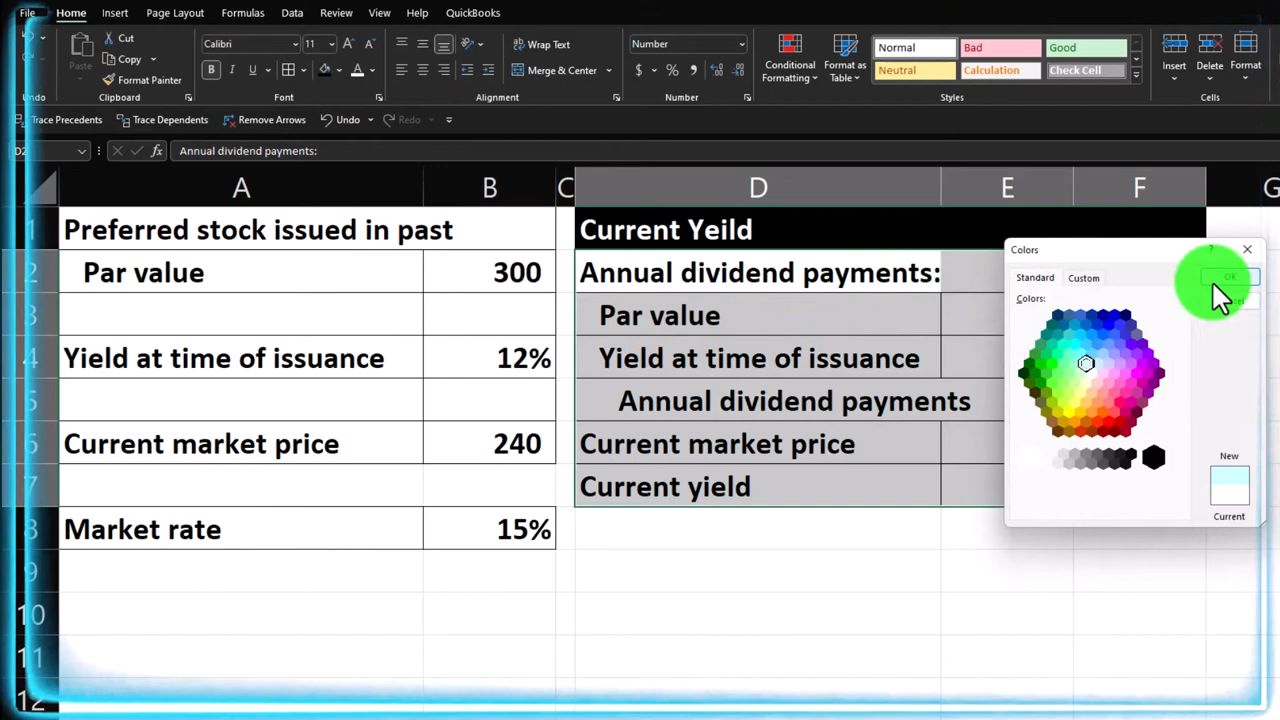 File Home Insert Page Layout Formulas Data Review View Help QuickBooks
Cut
Copy
Format Painter
Paste
Undo
Clipboard
Calibri 11
B I U
Font
Wrap Text
Merge & Center
Alignment
Number
$ % ,
Number
Conditional Formatting
Format as Table
Normal Bad Good
Neutral Calculation Check Cell
Styles
Insert Delete Format
Cells
Trace Precedents Trace Dependents Remove Arrows Undo Redo
fx Annual dividend payments:
A B C D E F G
1 Preferred stock issued in past Current Yeild
2 Par value 300 Annual dividend payments:
3 Par value
4 Yield at time of issuance 12% Yield at time of issuance
5 Annual dividend payments
6 Current market price 240 Current market price
7 Current yield
8 Market rate 15%
9
10
11
12
Colors ?
Standard Custom
OK
Colors:
New
Current